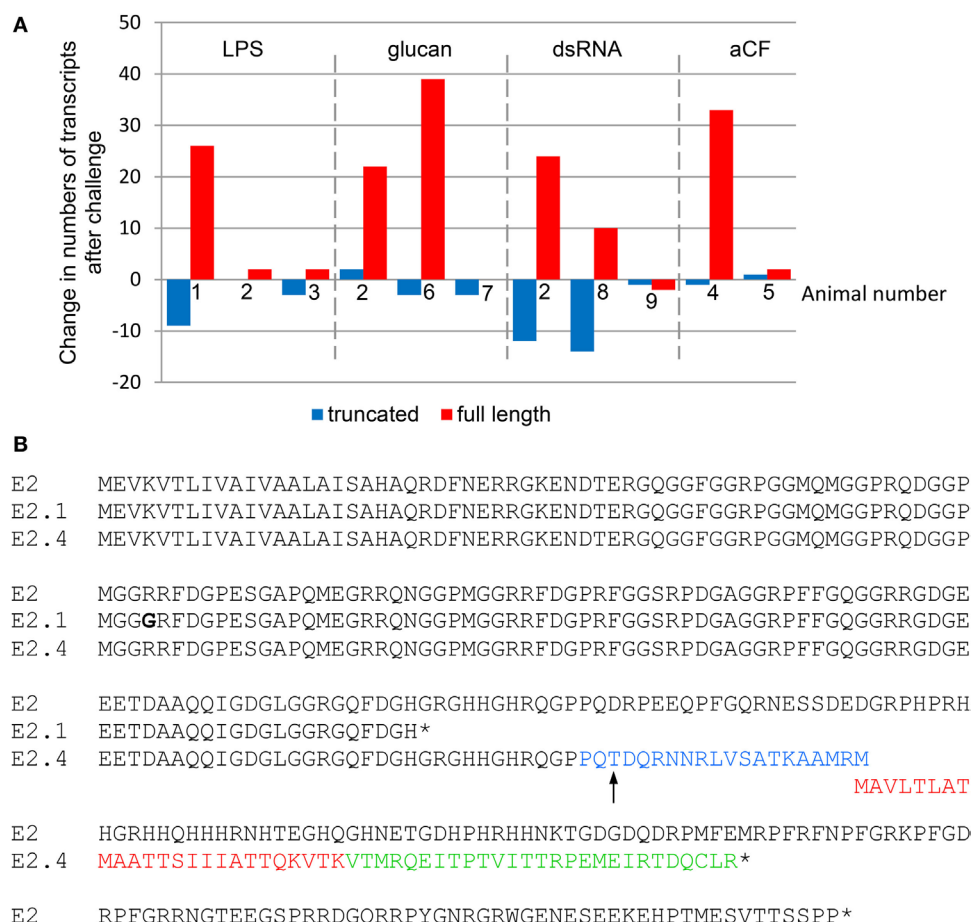 A
50
40
30
20
10
0
-10
-20
Change in numbers of transcripts
after challenge
LPS glucan dsRNA aCF
1 2 3 2 6 7 2 8 9 4 5 Animal number
truncated full length
B
E2 MEVKVTLIVAIVAALAISAHAQRDFNERRGKENDTERGQGGFGGRPGGMQMGGPRQDGGP
E2.1 MEVKVTLIVAIVAALAISAHAQRDFNERRGKENDTERGQGGFGGRPGGMQMGGPRQDGGP
E2.4 MEVKVTLIVAIVAALAISAHAQRDFNERRGKENDTERGQGGFGGRPGGMQMGGPRQDGGP
E2 MGGRRFDGPESGAPQMEGRRQNGGPMGGRRFDGPRFGGSRPDGAGGRPFFGQGGRRGDGE
E2.1 MGGGRFDGPESGAPQMEGRRQNGGPMGGRRFDGPRFGGSRPDGAGGRPFFGQGGRRGDGE
E2.4 MGGRRFDGPESGAPQMEGRRQNGGPMGGRRFDGPRFGGSRPDGAGGRPFFGQGGRRGDGE
E2 EETDAAQQIGDGLGGRGQFDGHGRGHHGHRQGPPQDRPEEQPFGQRNESSDEDGRPHPRH
E2.1 EETDAAQQIGDGLGGRGQFDGH*
E2.4 EETDAAQQIGDGLGGRGQFDGHGRGHHGHRQGPPQTDQRNNRLVSATKAAMRM
MAVLTLAT
E2 HGRHHQHHHRNHTEGHQGHNETGDHPHRHHNKTGDGDQDRPMFEMRPFRFNPFGRKPFGD
E2.4 MAATTSIIIATTQKVTKVTMRQEITPTVITTRPEMEIRTDQCLR*
E2 RPFGRRNGTEEGSPRRDGQRRPYGNRGRWGENESEEKEHPTMESVTTSSPP*